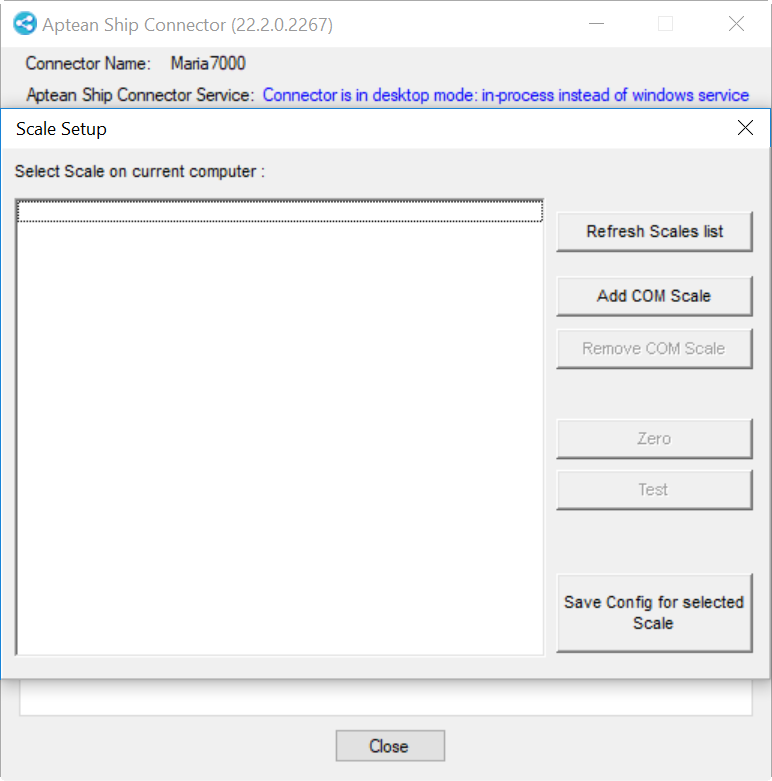 Aptean Ship Connector (22.2.0.2267)
Connector Name: Maria7000
Aptean Ship Connector Service: Connector is in desktop mode: in-process instead of windows service
Scale Setup
Select Scale on current computer :
Refresh Scales list
Add COM Scale
Remove COM Scale
Zero
Test
Save Config for selected
Scale
Close